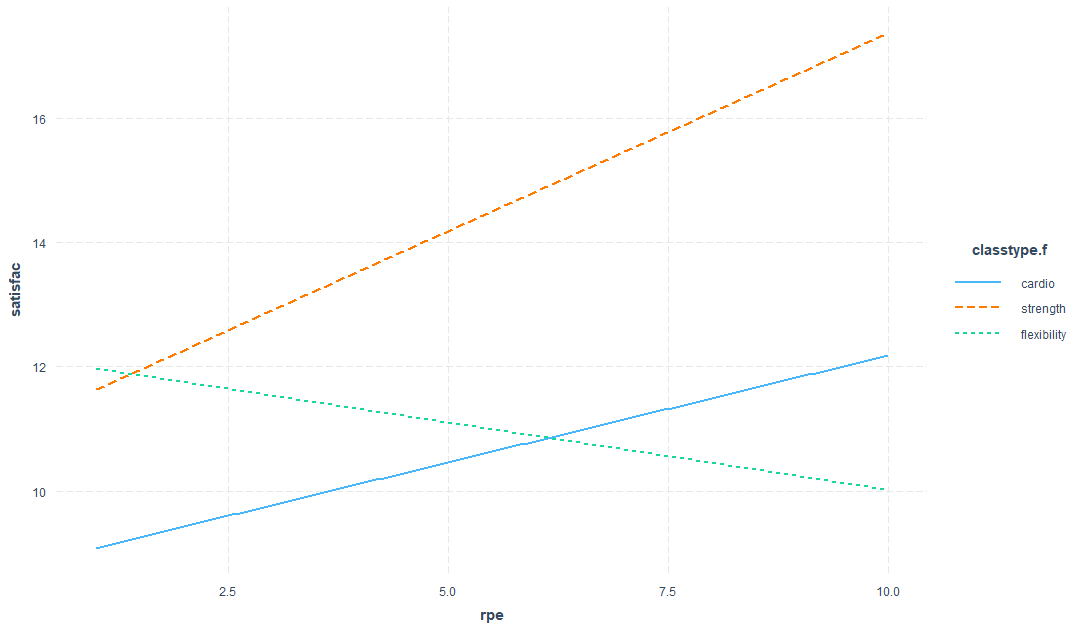 satisfac
16
14
12
10
2.5
5.0
7.5
10.0
rpe
classtype.f
cardio
strength
flexibility